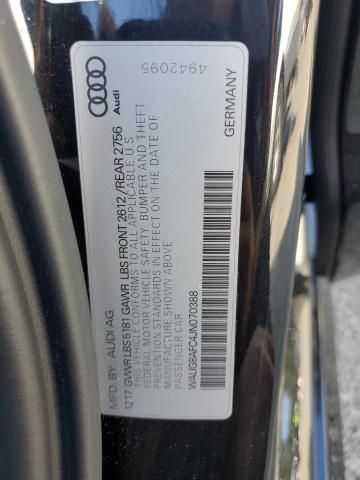 4942095
Audi
MFD. BY AUDI AG
12 17 GVWR LBS 5181 GAWR LBS FRONT 2612 / REAR 2756
THIS VEHICLE CONFORMS TO ALL APPLICABLE U S
FEDERAL MOTOR VEHICLE SAFETY, BUMPER AND THEFT
PREVENTION STANDARDS IN EFFECT ON THE DATE OF
MANUFACTURE SHOWN ABOVE
PASSENGER CAR
WAUG8AFC4JN070388
GERMANY